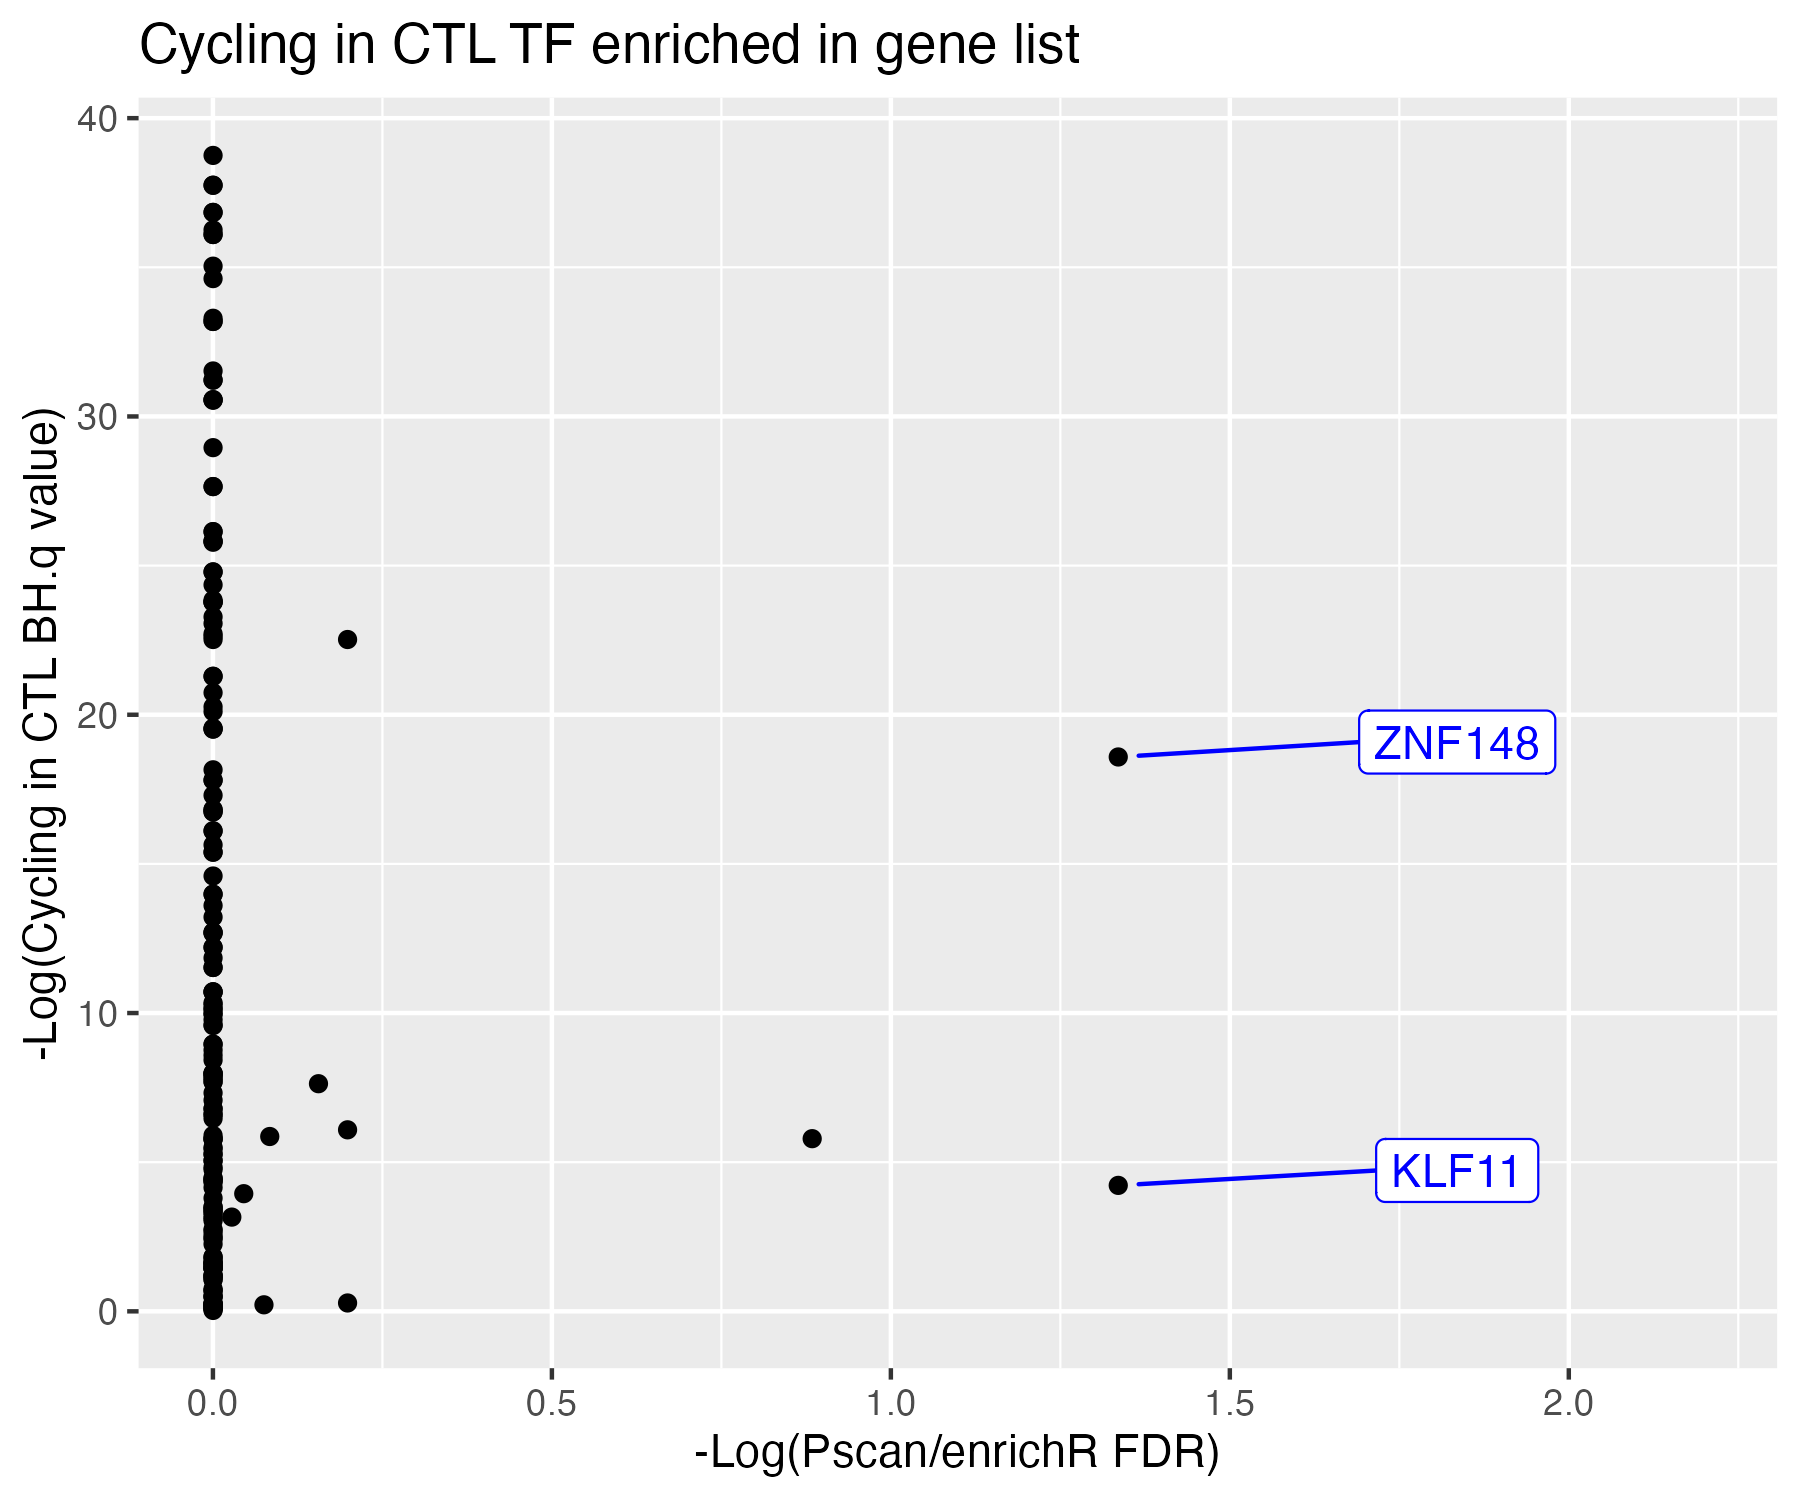 Cycling in CTL TF enriched in gene list
-Log(Cycling in CTL BH.q value)
40
30
20
10
0
ZNF148
KLF11
0.0 0.5 1.0 1.5 2.0
-Log(Pscan/enrichR FDR)